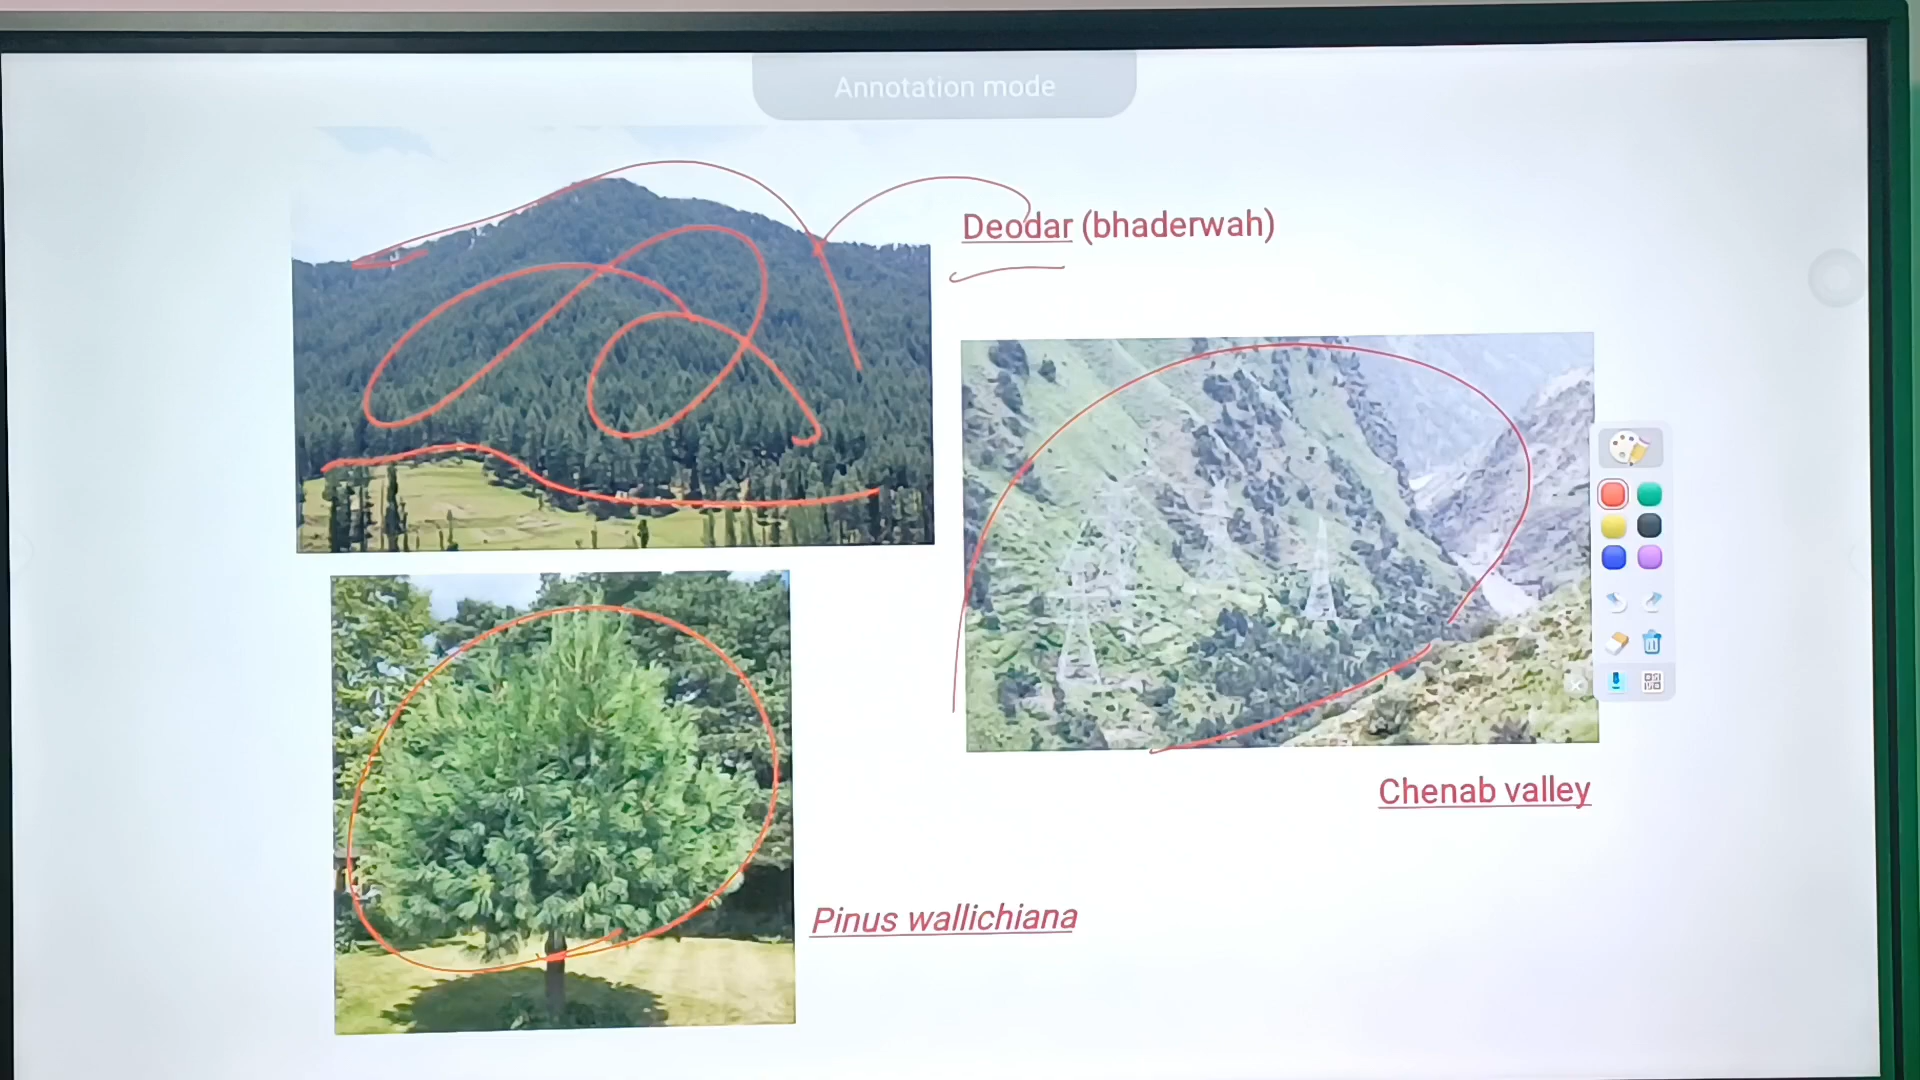 Annotation mode
Deodar (bhaderwah)
Chenab valley
Pinus wallichiana